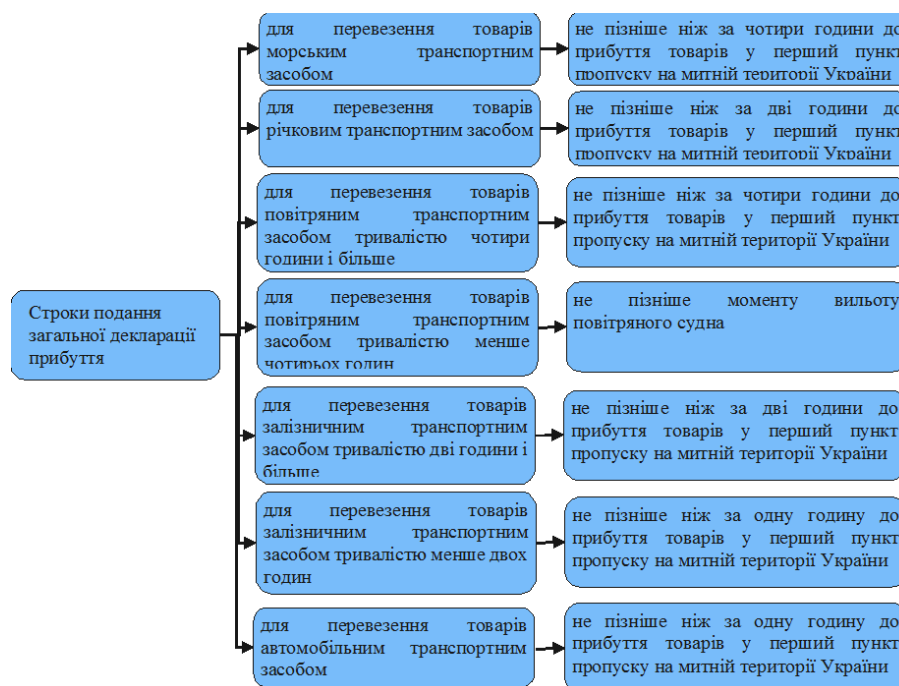 Строки подання
загальної декларації
прибуття
для перевезення товарів
морським транспортним
засобом
не пізніше ніж за чотири години до
прибуття товарів у перший пункт
пропуску на митній території України
для перевезення товарів
річковим транспортним засобом
не пізніше ніж за дві години до
прибуття товарів у перший пункт
пропуску на митній території України
для перевезення товарів
повітряним транспортним
засобом тривалістю чотири
години і більше
не пізніше ніж за чотири години до
прибуття товарів у перший пункт
пропуску на митній території України
для перевезення товарів
повітряним транспортним
засобом тривалістю менше
чотирьох годин
не пізніше моменту вильоту
повітряного судна
для перевезення товарів
залізничним транспортним
засобом тривалістю дві години і
більше
не пізніше ніж за дві години до
прибуття товарів у перший пункт
пропуску на митній території України
для перевезення товарів
залізничним транспортним
засобом тривалістю менше двох
годин
не пізніше ніж за одну годину до
прибуття товарів у перший пункт
пропуску на митній території України
для перевезення товарів
автомобільним транспортним
засобом
не пізніше ніж за одну годину до
прибуття товарів у перший пункт
пропуску на митній території України